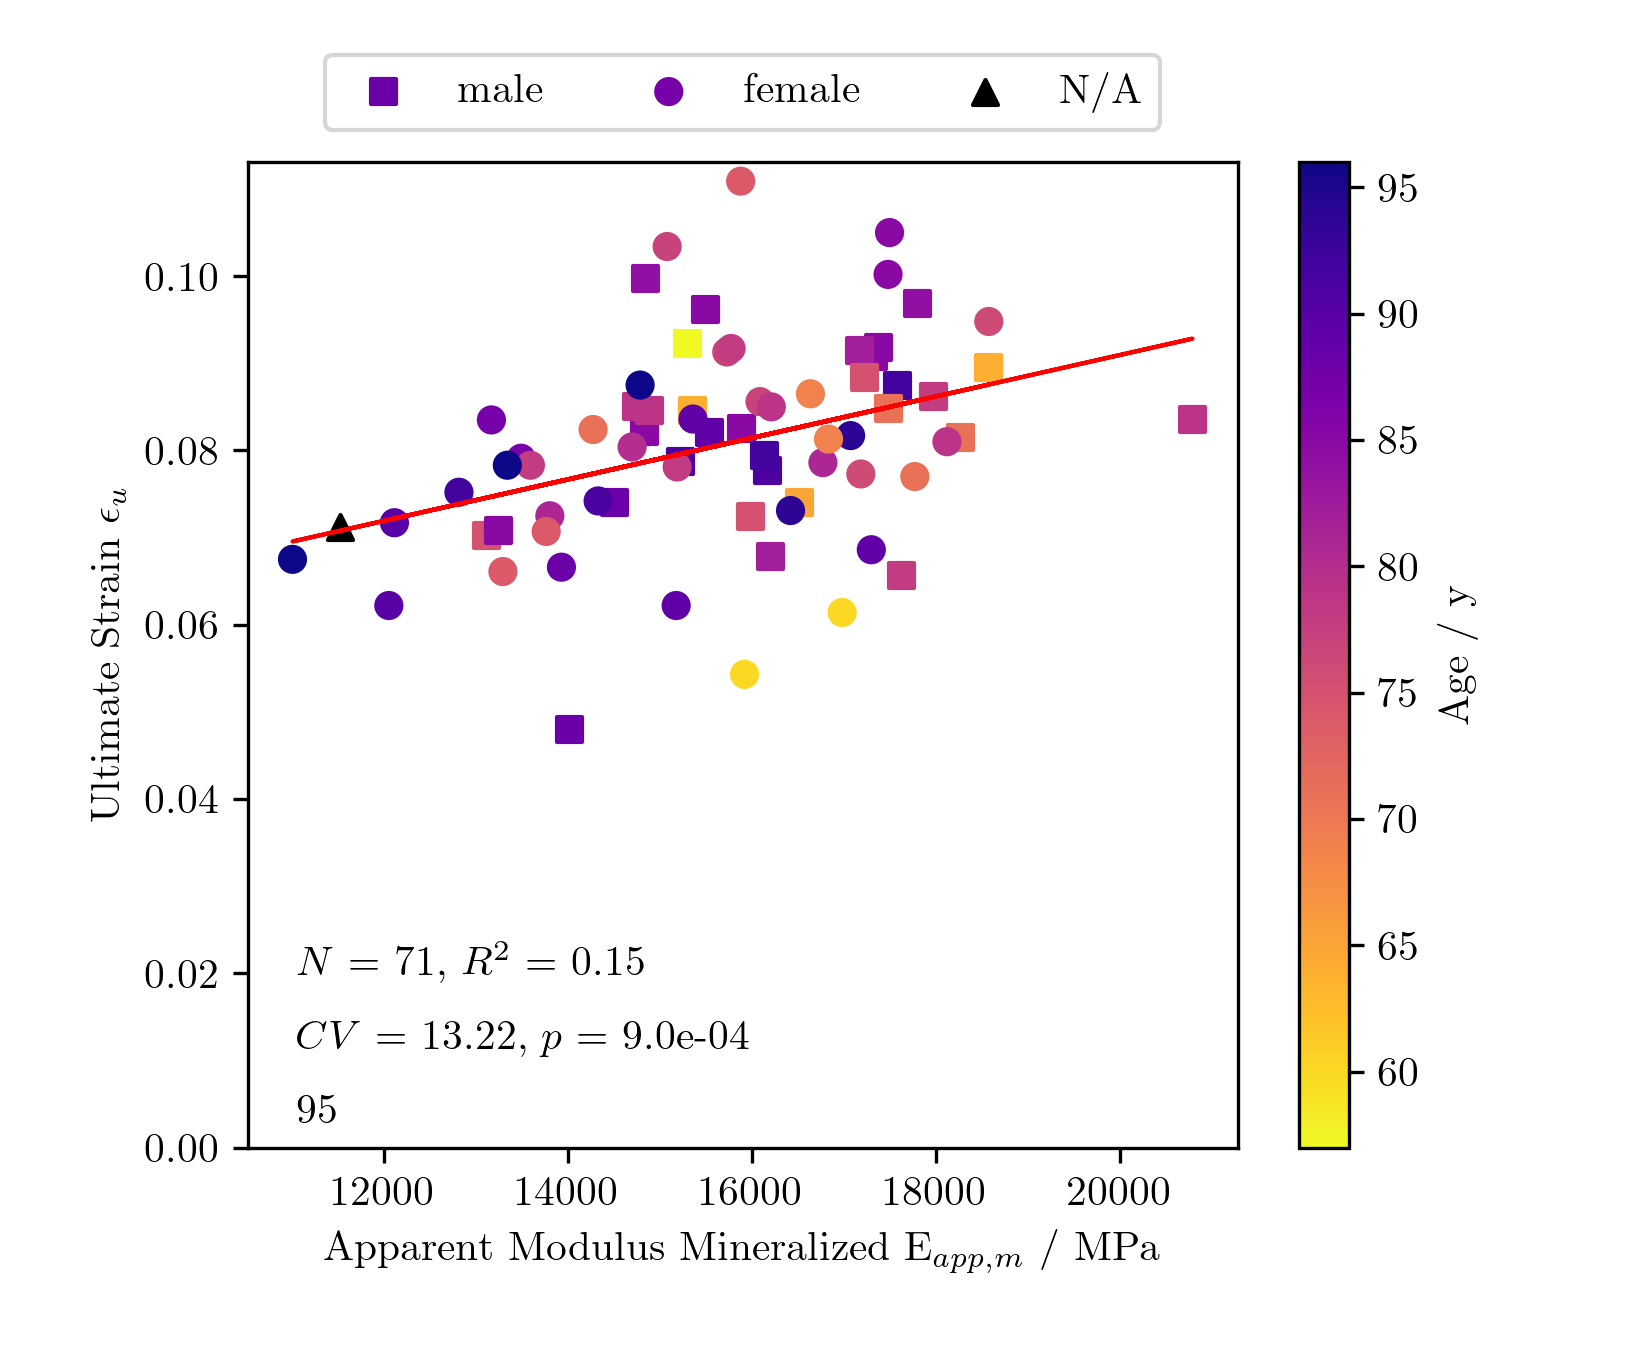 male female N/A
0.10
0.08
0.06
0.04
0.02
0.00
Ultimate Strain ϵu
N = 71, R² = 0.15
CV = 13.22, p = 9.0e-04
95
12000 14000 16000 18000 20000
Apparent Modulus Mineralized Eapp,m / MPa
95
90
85
80
75
70
65
60
Age / y